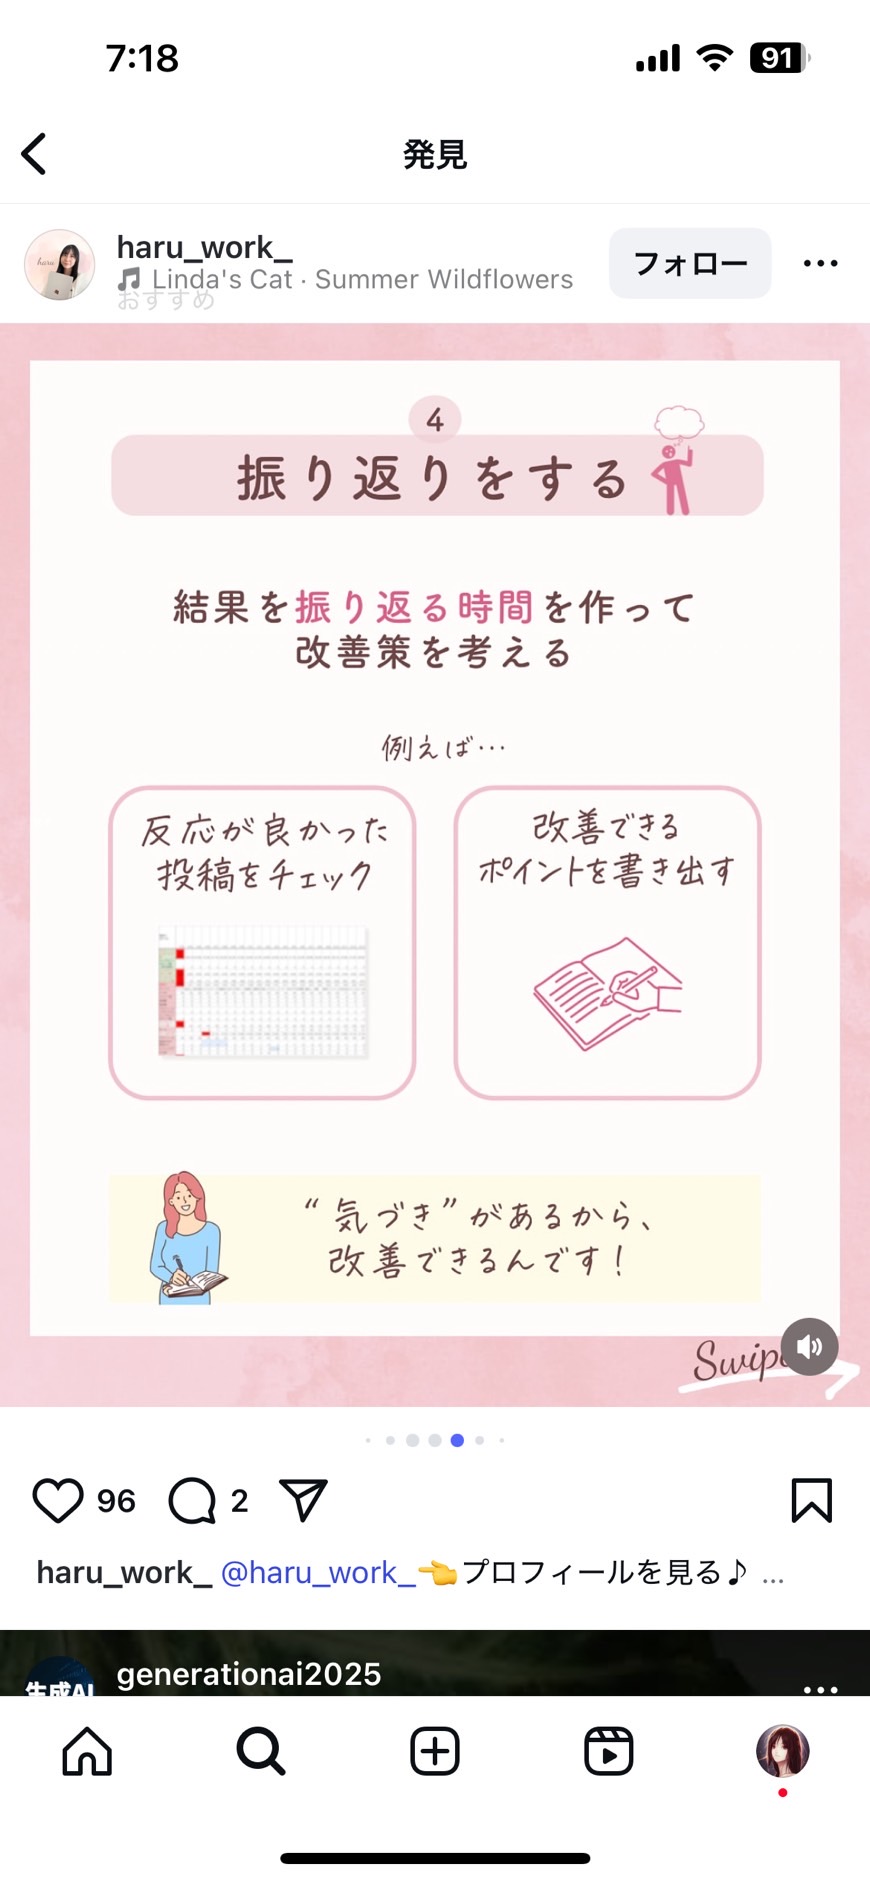 7:18
91
発見
haru_work_
フォロー
Linda's Cat · Summer Wildflowers
おすすめ
4
振り返りをする
結果を振り返る時間を作って
改善策を考える
例えば…
反応が良かった
投稿をチェック
改善できる
ポイントを書き出す
“気づき”があるから、
改善できるんです！
96
2
haru_work_ @haru_work_👈プロフィールを見る♪ ...
generationai2025
生成AI